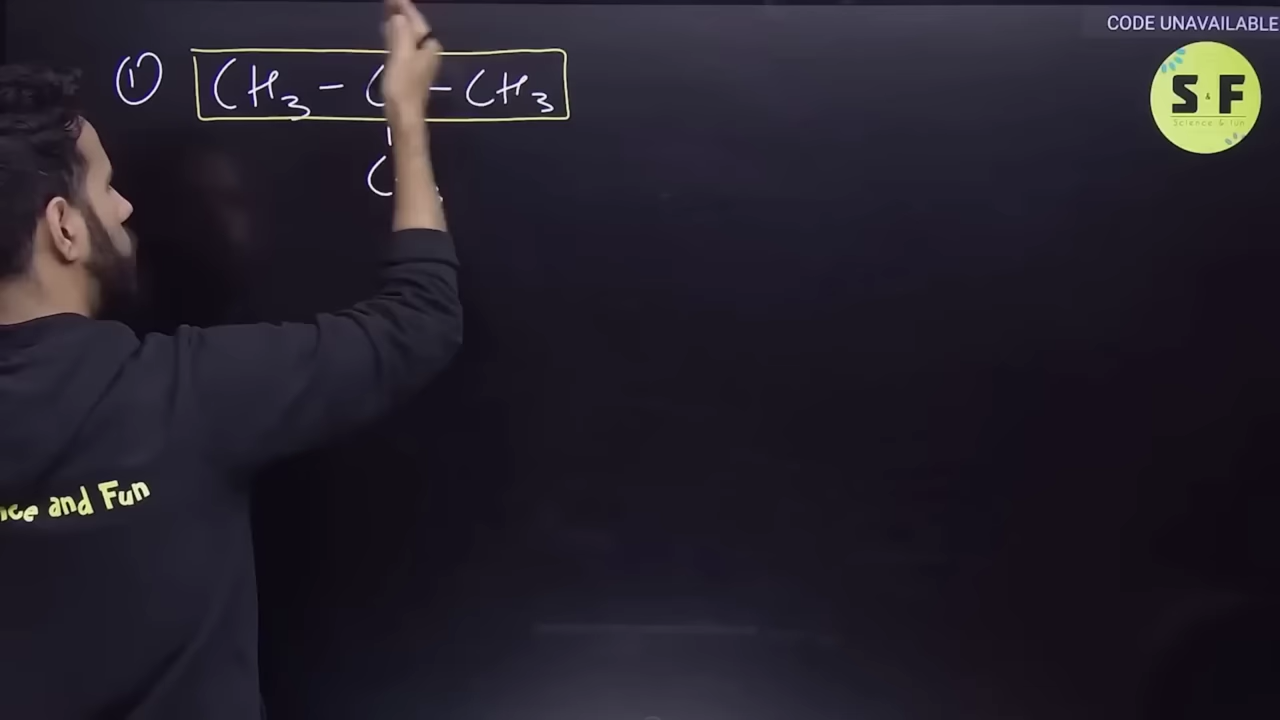 CODE UNAVAILABLE
① CH₃ - C - CH₃
C
S & F
Science & fun
nce and Fun